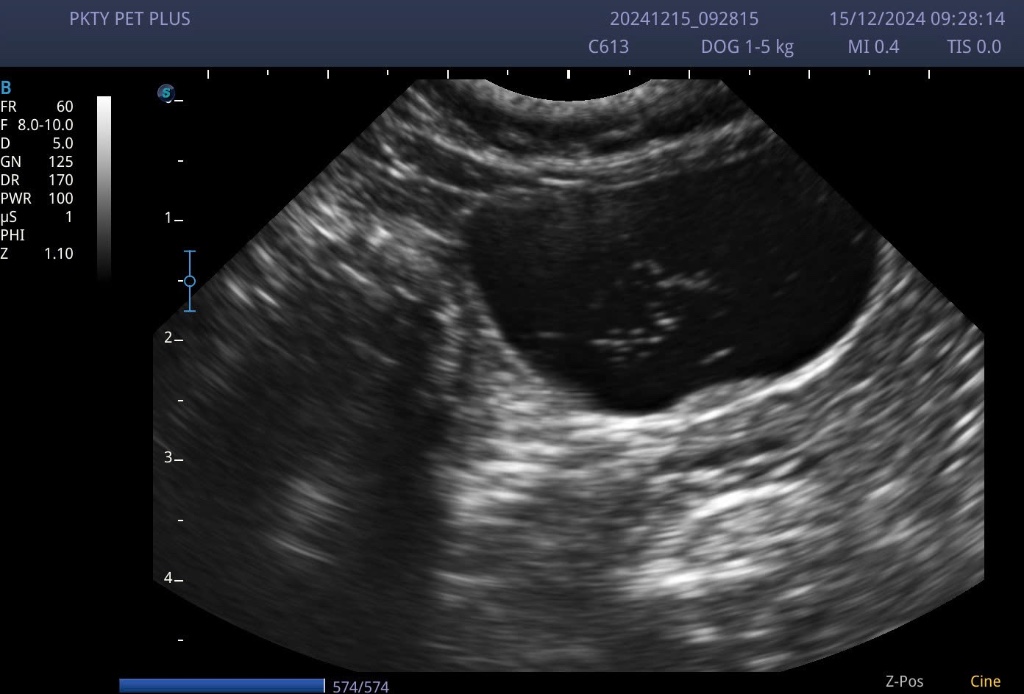 PKTY PET PLUS
20241215_092815
15/12/2024 09:28:14
C613
DOG 1-5 kg
MI 0.4
TIS 0.0
B
FR 60
F 8.0-10.0
D 5.0
GN 125
DR 170
PWR 100
µS 1
PHI
Z 1.10
S
1
2
3
4
574/574
Z-Pos
Cine